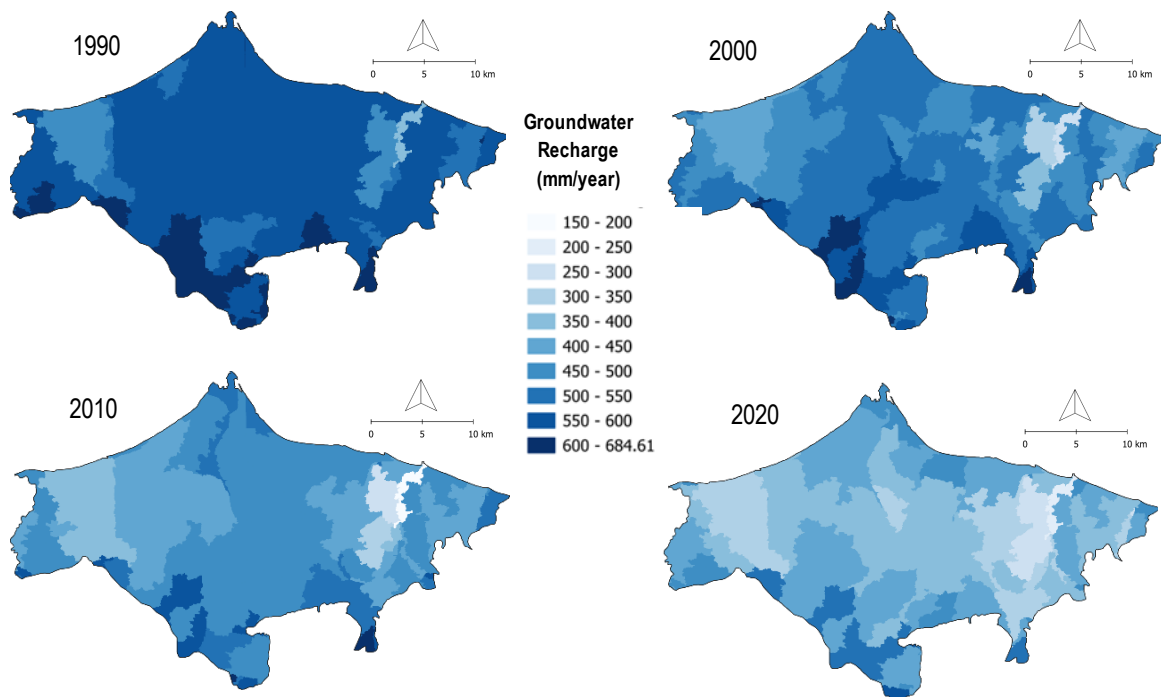 1990
0 5 10 km
2000
0 5 10 km
Groundwater
Recharge
(mm/year)
150 - 200
200 - 250
250 - 300
300 - 350
350 - 400
400 - 450
450 - 500
500 - 550
550 - 600
600 - 684.61
2010
0 5 10 km
2020
0 5 10 km